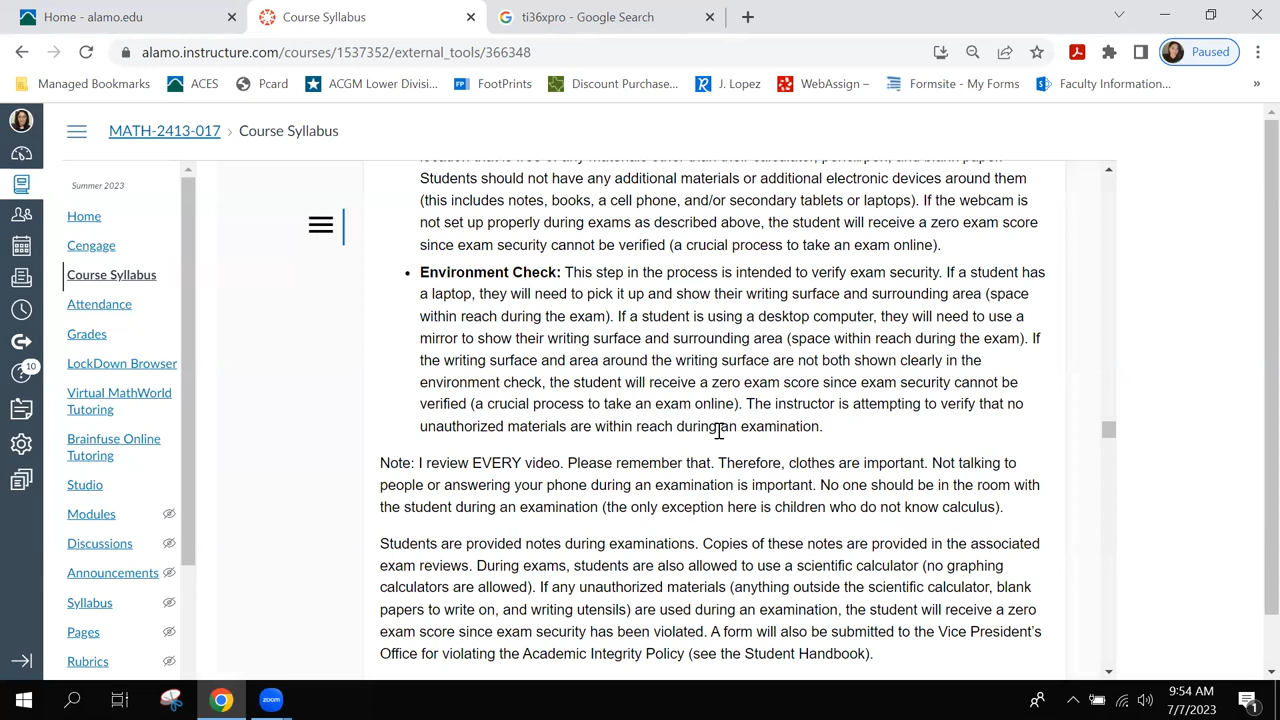 Home - alamo.edu
Course Syllabus
ti36xpro - Google Search
alamo.instructure.com/courses/1537352/external_tools/366348
Paused
Managed Bookmarks
ACES
Pcard
ACGM Lower Divisi...
FootPrints
Discount Purchase...
J. Lopez
WebAssign –
Formsite - My Forms
Faculty Information...
MATH-2413-017 › Course Syllabus
Summer 2023
Home
Cengage
Course Syllabus
Attendance
Grades
LockDown Browser
Virtual MathWorld
Tutoring
Brainfuse Online
Tutoring
Studio
Modules
Discussions
Announcements
Syllabus
Pages
Rubrics
10
location that is free of any materials other than their calculator, pencil/pen, and blank paper.
Students should not have any additional materials or additional electronic devices around them
(this includes notes, books, a cell phone, and/or secondary tablets or laptops). If the webcam is
not set up properly during exams as described above, the student will receive a zero exam score
since exam security cannot be verified (a crucial process to take an exam online).
• Environment Check: This step in the process is intended to verify exam security. If a student has
a laptop, they will need to pick it up and show their writing surface and surrounding area (space
within reach during the exam). If a student is using a desktop computer, they will need to use a
mirror to show their writing surface and surrounding area (space within reach during the exam). If
the writing surface and area around the writing surface are not both shown clearly in the
environment check, the student will receive a zero exam score since exam security cannot be
verified (a crucial process to take an exam online). The instructor is attempting to verify that no
unauthorized materials are within reach during an examination.
Note: I review EVERY video. Please remember that. Therefore, clothes are important. Not talking to
people or answering your phone during an examination is important. No one should be in the room with
the student during an examination (the only exception here is children who do not know calculus).
Students are provided notes during examinations. Copies of these notes are provided in the associated
exam reviews. During exams, students are also allowed to use a scientific calculator (no graphing
calculators are allowed). If any unauthorized materials (anything outside the scientific calculator, blank
papers to write on, and writing utensils) are used during an examination, the student will receive a zero
exam score since exam security has been violated. A form will also be submitted to the Vice President's
Office for violating the Academic Integrity Policy (see the Student Handbook).
zoom
9:54 AM
7/7/2023
1